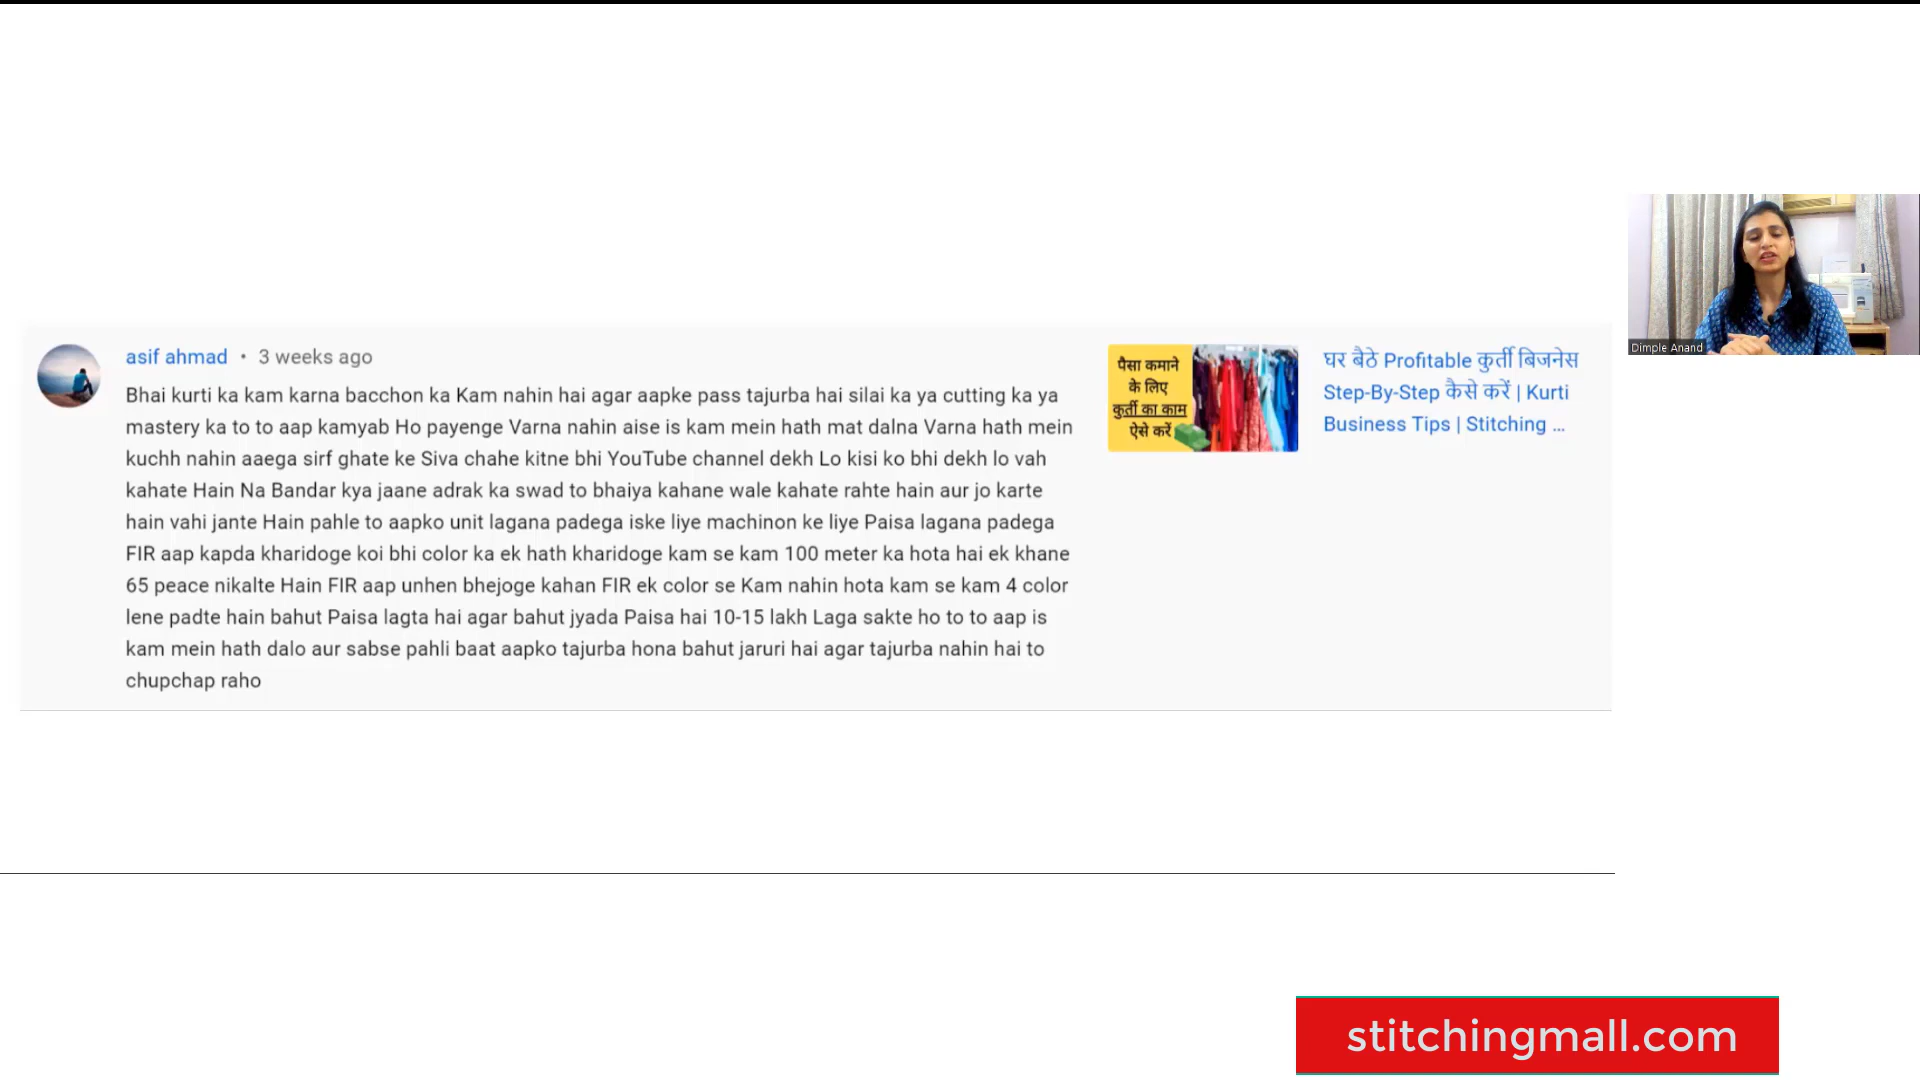 asif ahmad • 3 weeks ago
Bhai kurti ka kam karna bacchon ka Kam nahin hai agar aapke pass tajurba hai silai ka ya cutting ka ya
mastery ka to to aap kamyab Ho payenge Varna nahin aise is kam mein hath mat dalna Varna hath mein
kuchh nahin aaega sirf ghate ke Siva chahe kitne bhi YouTube channel dekh Lo kisi ko bhi dekh lo vah
kahate Hain Na Bandar kya jaane adrak ka swad to bhaiya kahane wale kahate rahte hain aur jo karte
hain vahi jante Hain pahle to aapko unit lagana padega iske liye machinon ke liye Paisa lagana padega
FIR aap kapda kharidoge koi bhi color ka ek hath kharidoge kam se kam 100 meter ka hota hai ek khane
65 peace nikalte Hain FIR aap unhen bhejoge kahan FIR ek color se Kam nahin hota kam se kam 4 color
lene padte hain bahut Paisa lagta hai agar bahut jyada Paisa hai 10-15 lakh Laga sakte ho to to aap is
kam mein hath dalo aur sabse pahli baat aapko tajurba hona bahut jaruri hai agar tajurba nahin hai to
chupchap raho
पैसा कमाने
के लिए
कुर्ती का काम
ऐसे करें
घर बैठे Profitable कुर्ती बिजनेस
Step-By-Step कैसे करें | Kurti
Business Tips | Stitching ...
Dimple Anand
stitchingmall.com